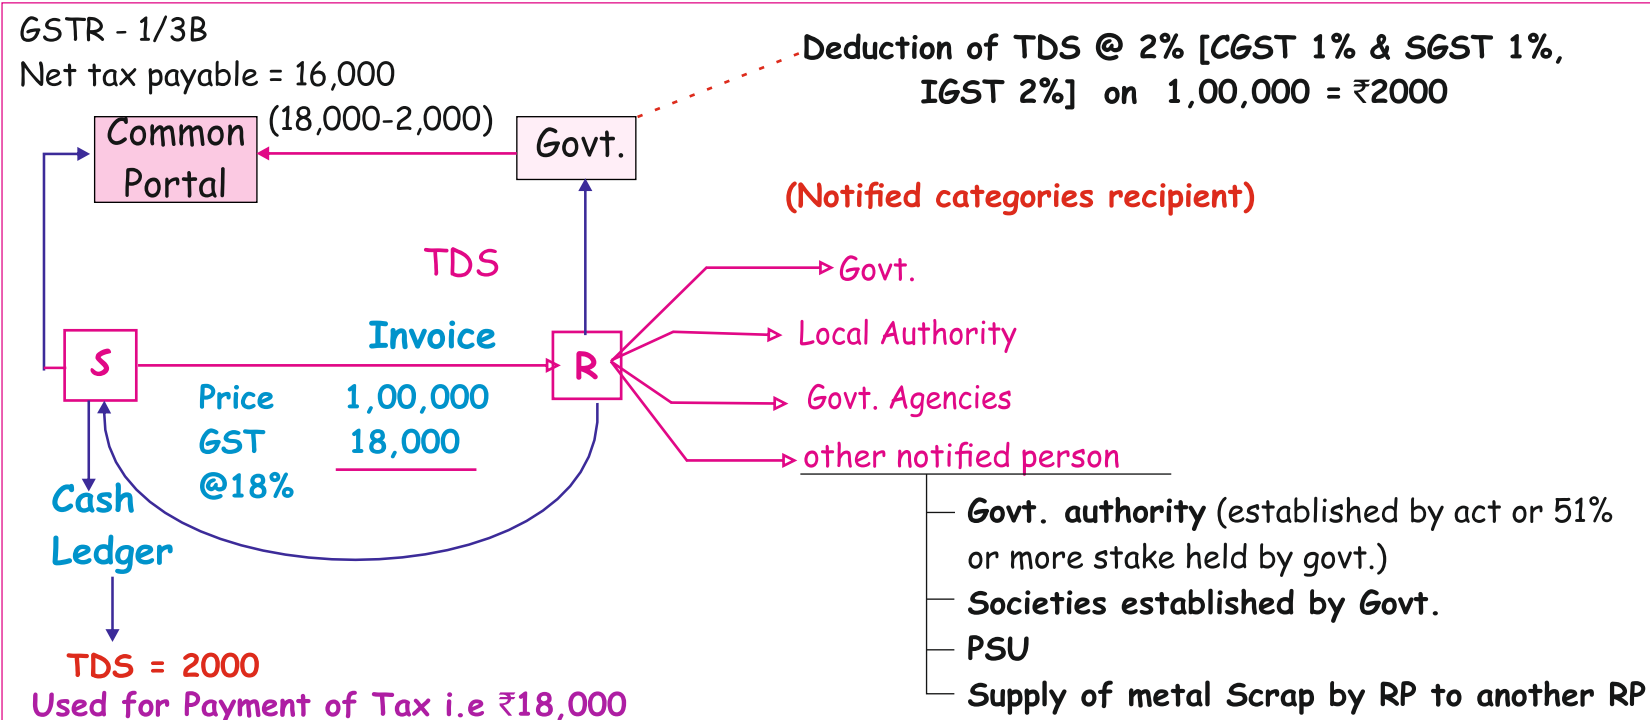 GSTR - 1/3B
Net tax payable = 16,000
(18,000-2,000)
Common
Portal
Govt.
Deduction of TDS @ 2% [CGST 1% & SGST 1%,
IGST 2%] on 1,00,000 = ₹2000
(Notified categories recipient)
TDS
Govt.
Local Authority
Govt. Agencies
other notified person
S
Invoice
R
Price 1,00,000
GST 18,000
@18%
Cash
Ledger
TDS = 2000
Used for Payment of Tax i.e ₹18,000
Govt. authority (established by act or 51%
or more stake held by govt.)
Societies established by Govt.
PSU
Supply of metal Scrap by RP to another RP